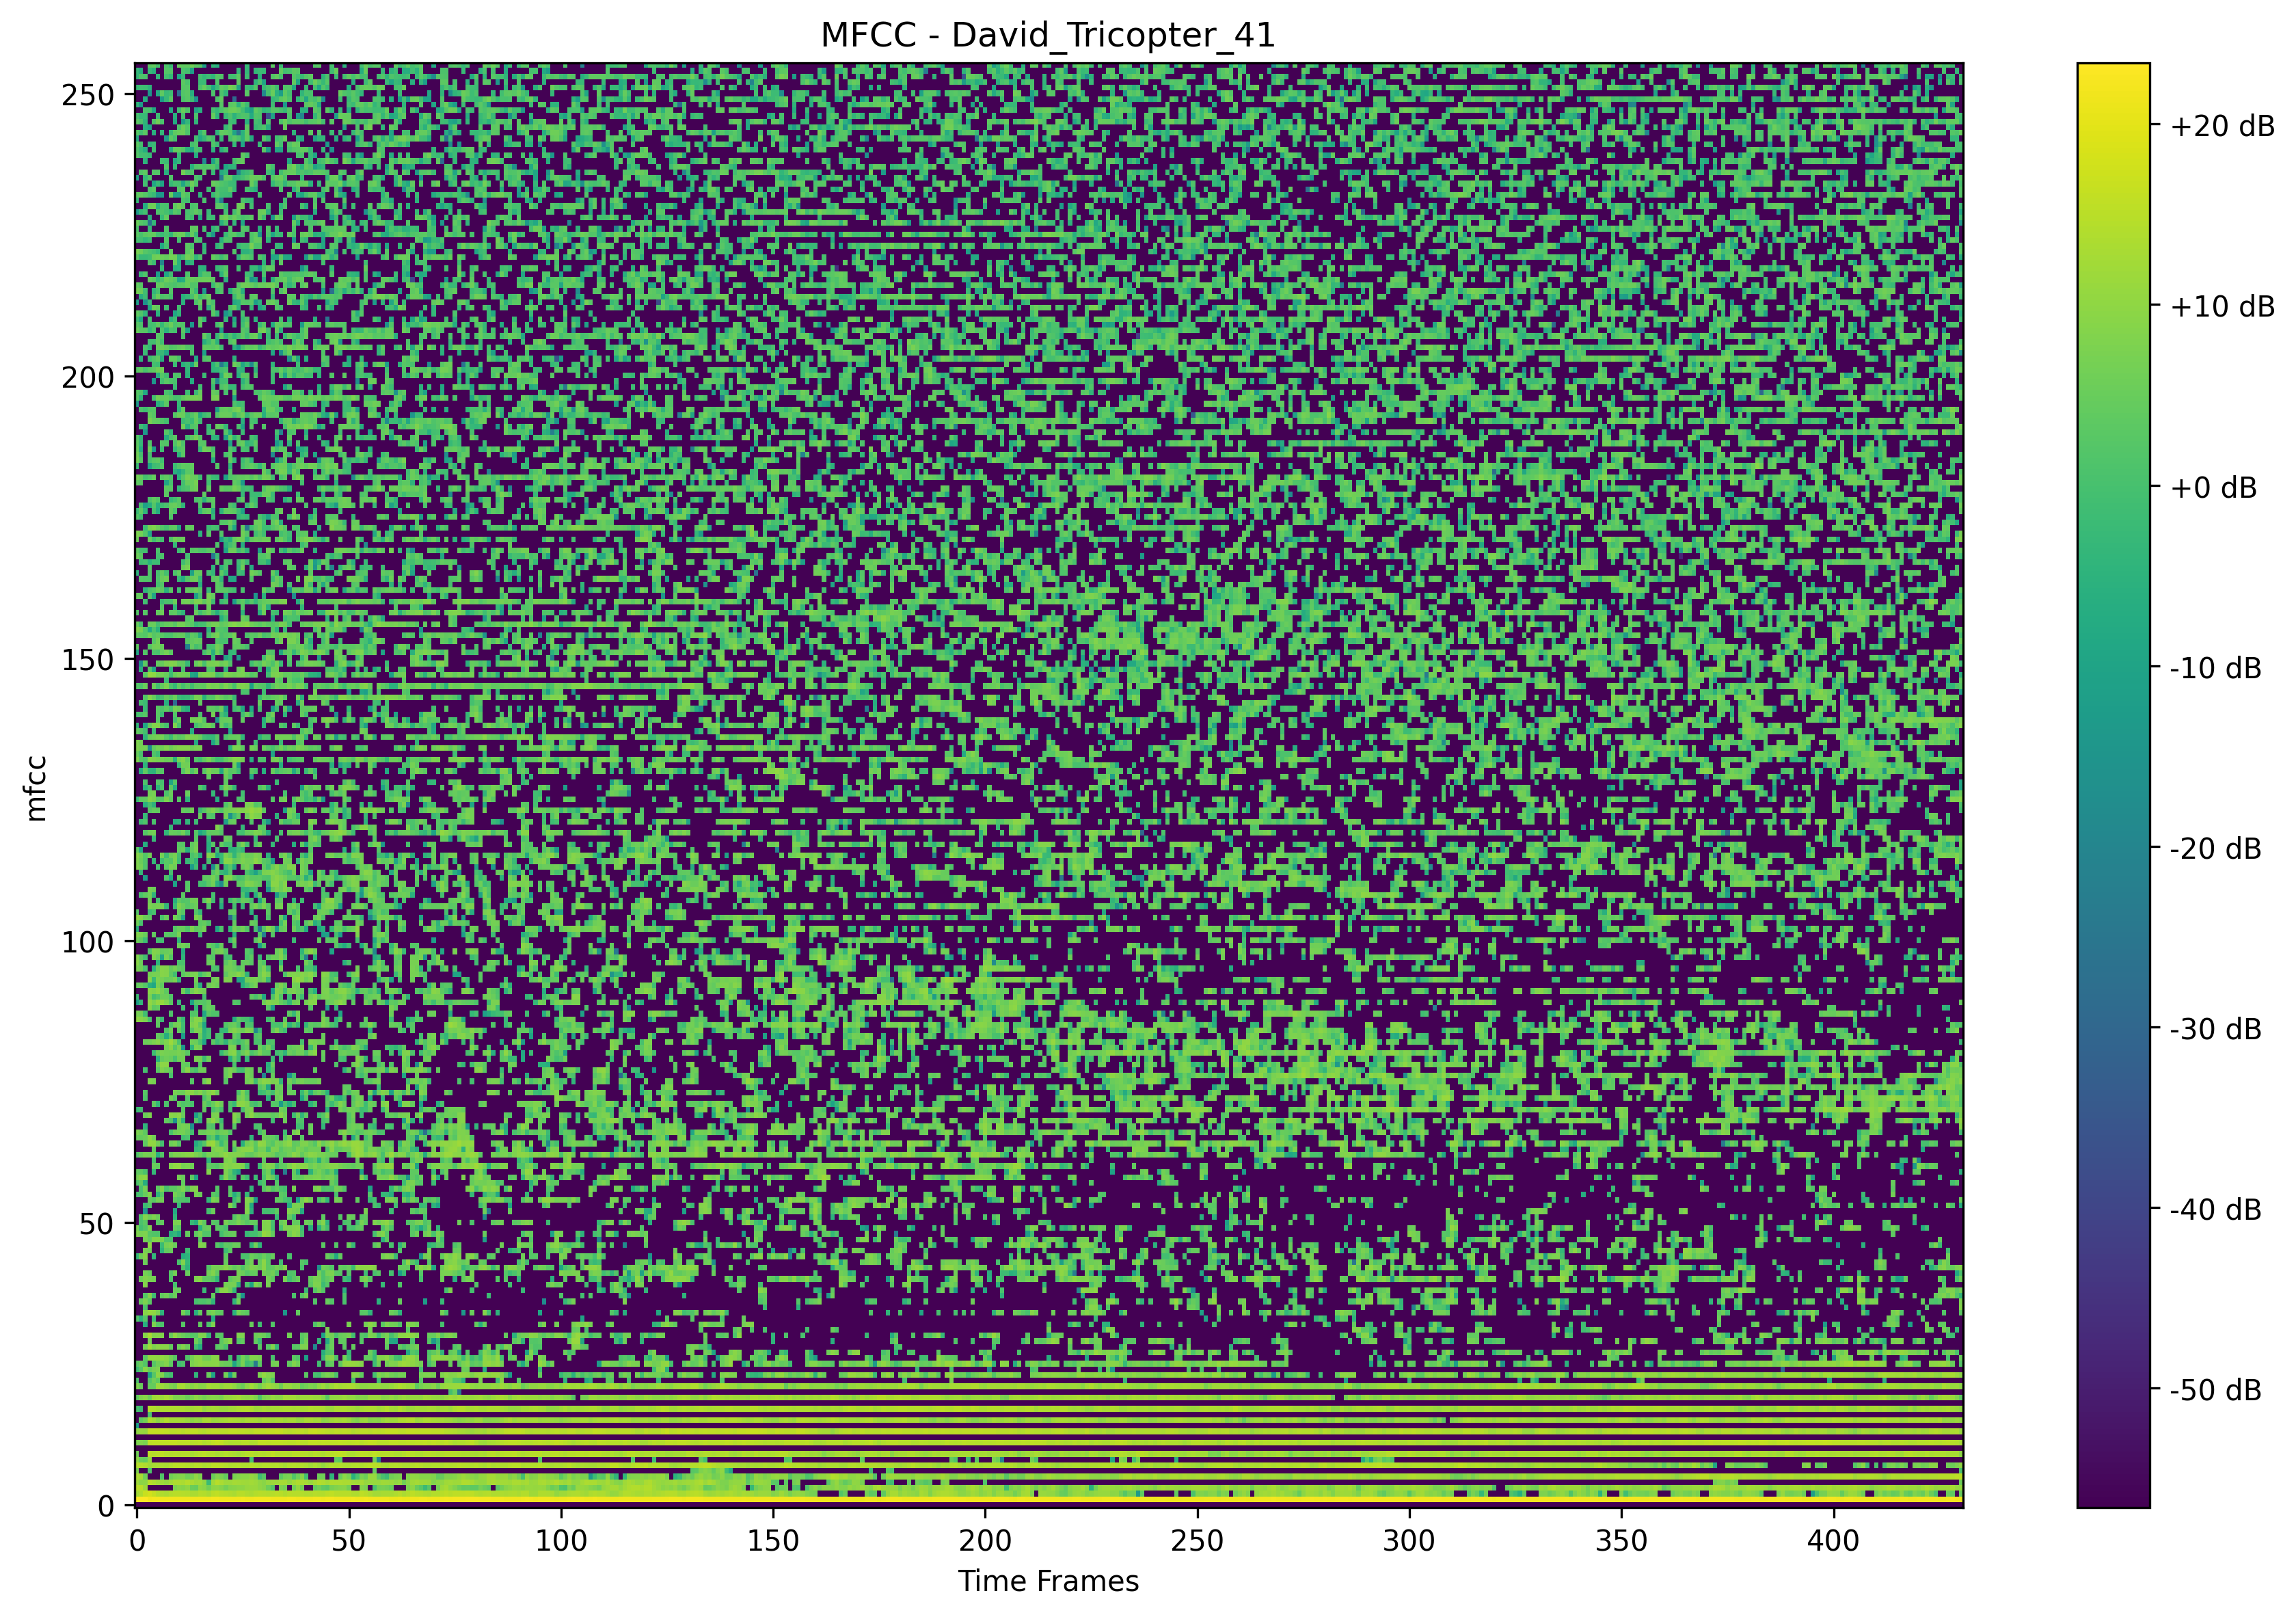 MFCC - David_Tricopter_41
250
200
150
100
50
0
mfcc
0 50 100 150 200 250 300 350 400
Time Frames
+20 dB
+10 dB
+0 dB
-10 dB
-20 dB
-30 dB
-40 dB
-50 dB